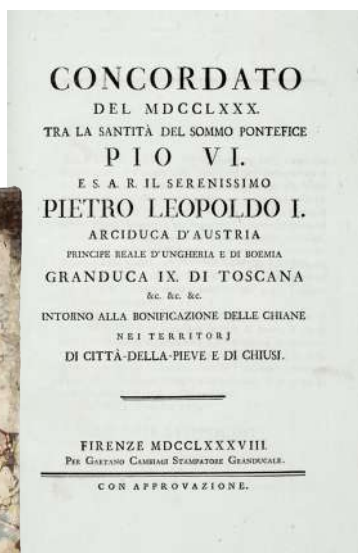 CONCORDATO
DEL MDCCLXXX.
TRA LA SANTITÀ DEL SOMMO PONTEFICE
PIO VI.
E S. A. R. IL SERENISSIMO
PIETRO LEOPOLDO I.
ARCIDUCA D'AUSTRIA
PRINCIPE REALE D'UNGHERIA E DI BOEMIA
GRANDUCA IX. DI TOSCANA
&c. &c. &c.
INTORNO ALLA BONIFICAZIONE DELLE CHIANE
NEI TERRITORJ
DI CITTÀ-DELLA-PIEVE E DI CHIUSI.
FIRENZE MDCCLXXXVIII
PER GAETANO CAMBIAGI STAMPATORE GRANDUCALE.
CON APPROVAZIONE.